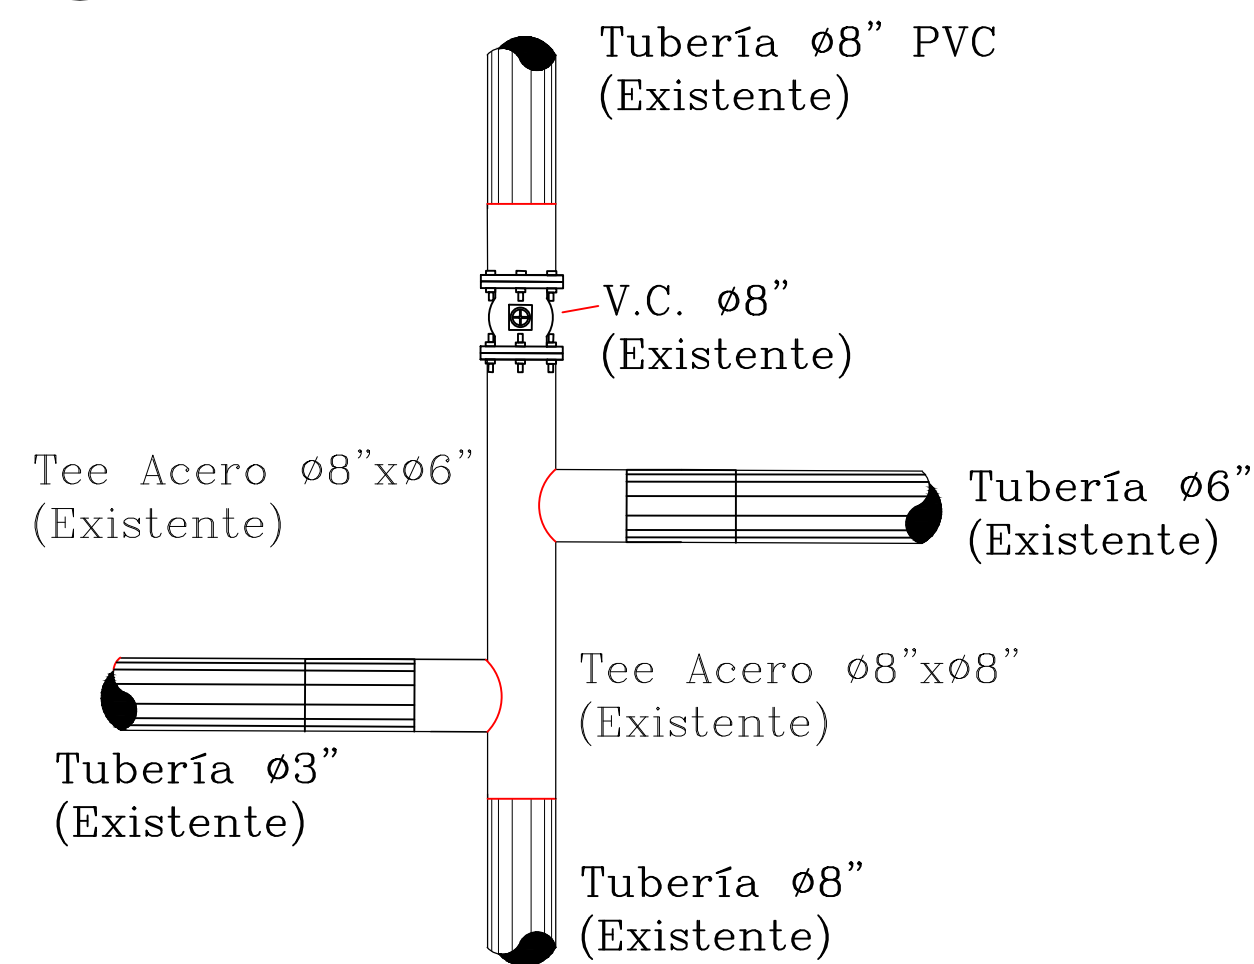 Tubería ø8” PVC
(Existente)
V.C. ø8”
(Existente)
Tee Acero ø8”xø6”
(Existente)
Tubería ø6”
(Existente)
Tee Acero ø8”xø8”
(Existente)
Tubería ø3”
(Existente)
Tubería ø8”
(Existente)